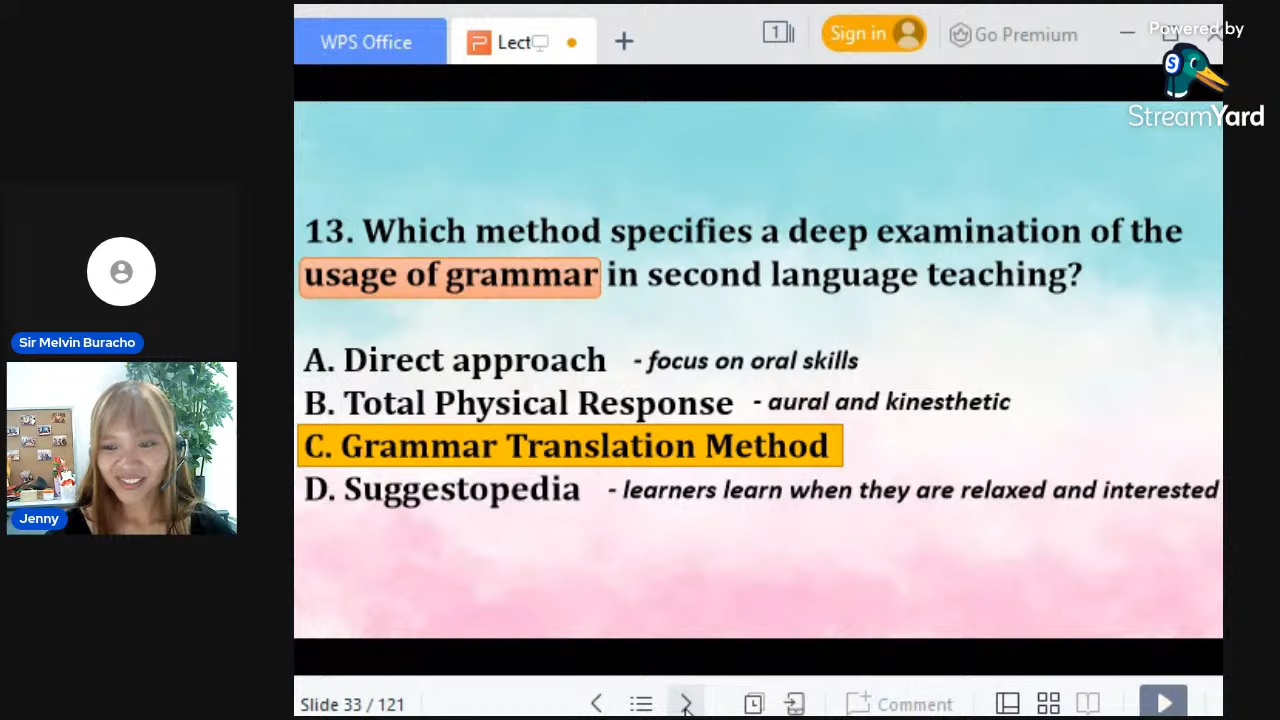 WPS Office
Lect
1
Sign in
Go Premium
Powered by
S
StreamYard
13. Which method specifies a deep examination of the
usage of grammar in second language teaching?
A. Direct approach - focus on oral skills
B. Total Physical Response - aural and kinesthetic
C. Grammar Translation Method
D. Suggestopedia - learners learn when they are relaxed and interested
Sir Melvin Buracho
Jenny
Slide 33 / 121
Comment